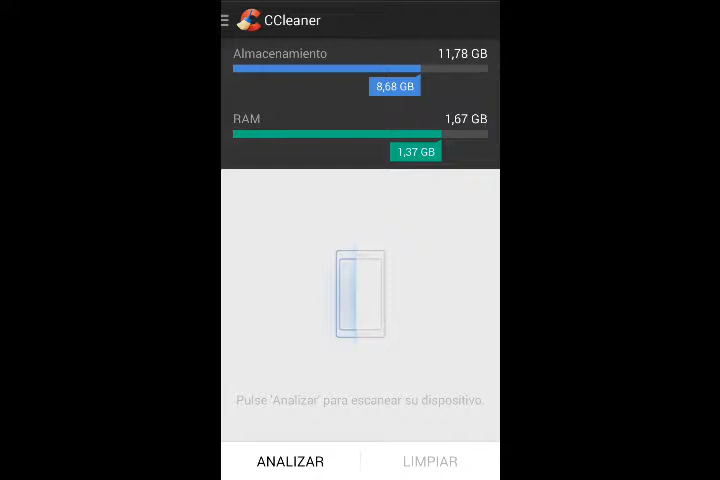 CCleaner
Almacenamiento 11,78 GB
8,68 GB
RAM 1,67 GB
1,37 GB
Pulse 'Analizar' para escanear su dispositivo.
ANALIZAR LIMPIAR